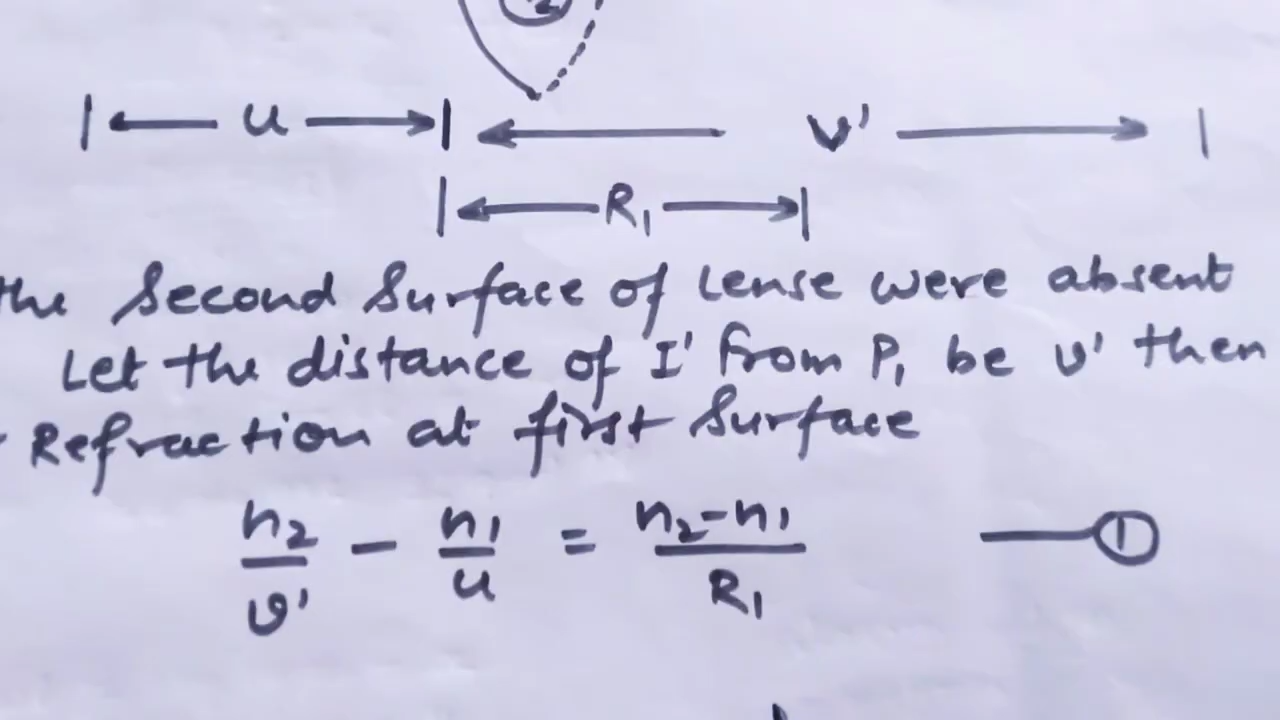 2
u v'
R₁
the Second Surface of Lense were absent
Let the distance of I' from P₁ be v' then
Refraction at first Surface
n₂/v' - n₁/u = n₂-n₁/R₁ ①